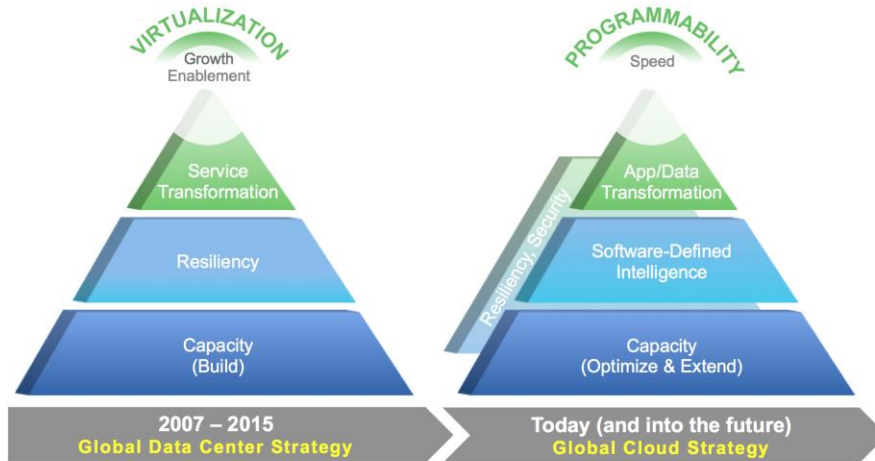 VIRTUALIZATION
Growth
Enablement
Service
Transformation
Resiliency
Capacity
(Build)
2007 – 2015
Global Data Center Strategy
PROGRAMMABILITY
Speed
App/Data
Transformation
Resiliency, Security
Software-Defined
Intelligence
Capacity
(Optimize & Extend)
Today (and into the future)
Global Cloud Strategy